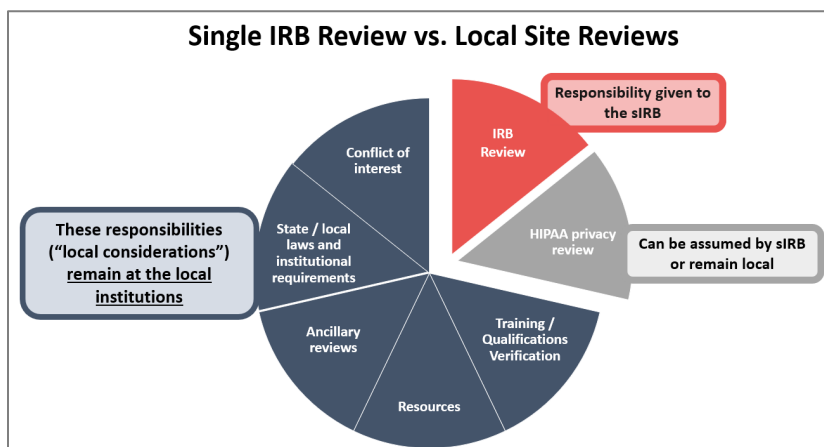 Single IRB Review vs. Local Site Reviews
Responsibility given to
the sIRB
IRB
Review
Conflict of
interest
These responsibilities
(“local considerations”)
remain at the local
institutions
State / local
laws and
institutional
requirements
HIPAA privacy
review
Can be assumed by sIRB
or remain local
Ancillary
reviews
Training /
Qualifications
Verification
Resources